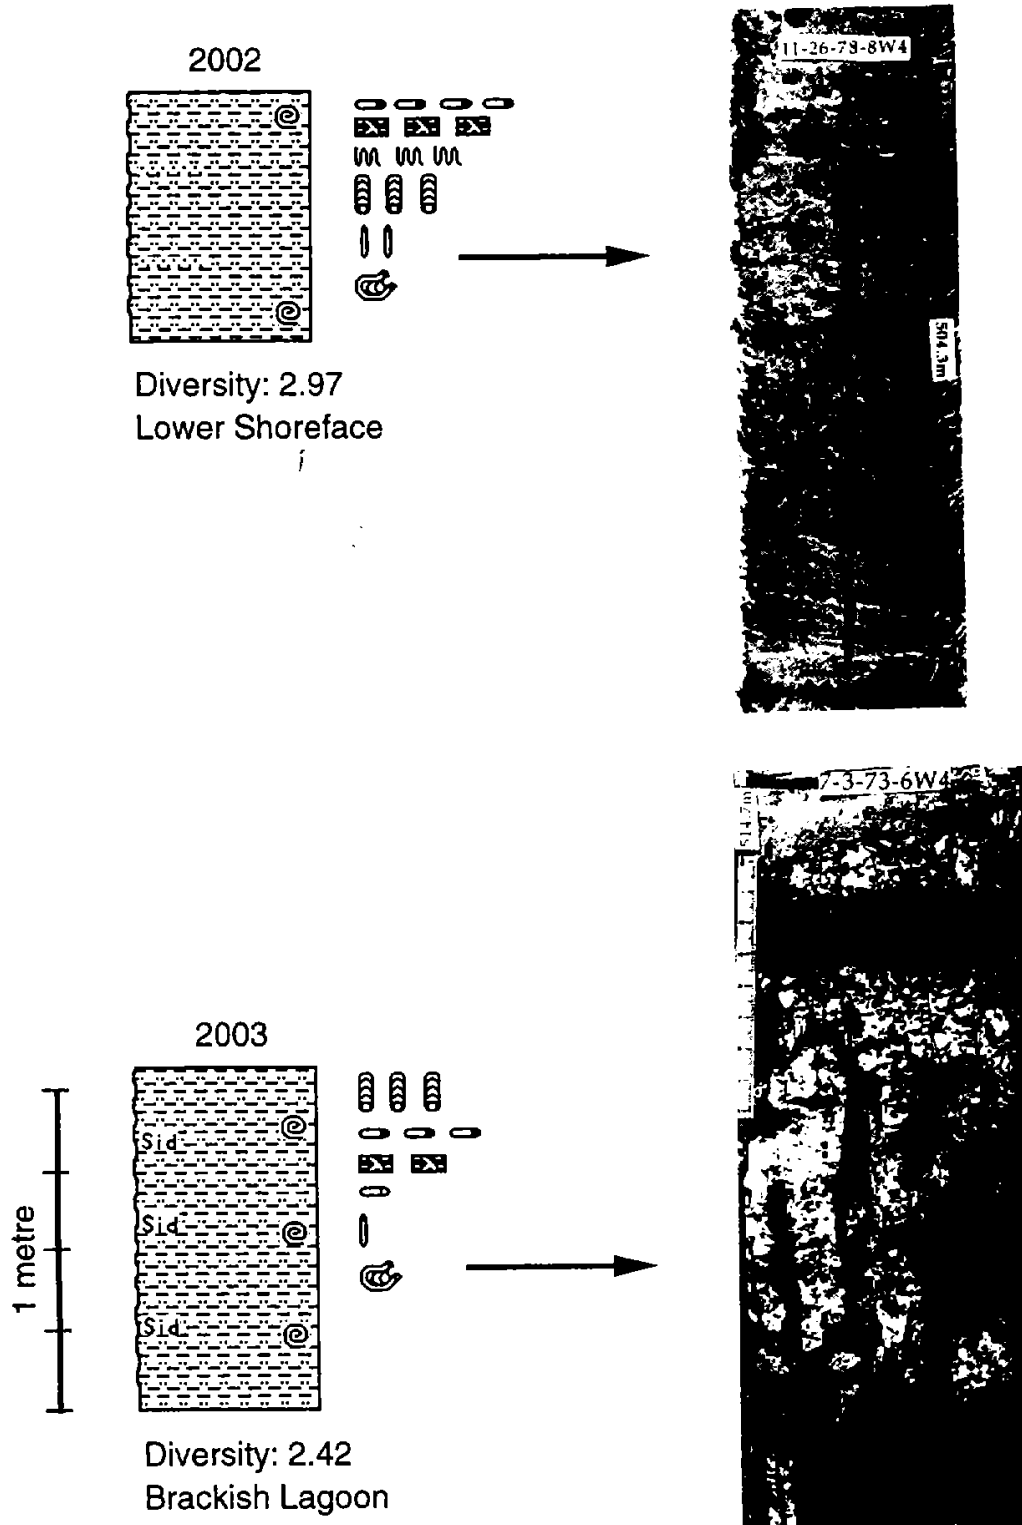 2002
11-26-78-8W4
504.3m
Diversity: 2.97
Lower Shoreface
7-3-73-6W4
2003
Sid
Sid
Sid
1 metre
Diversity: 2.42
Brackish Lagoon